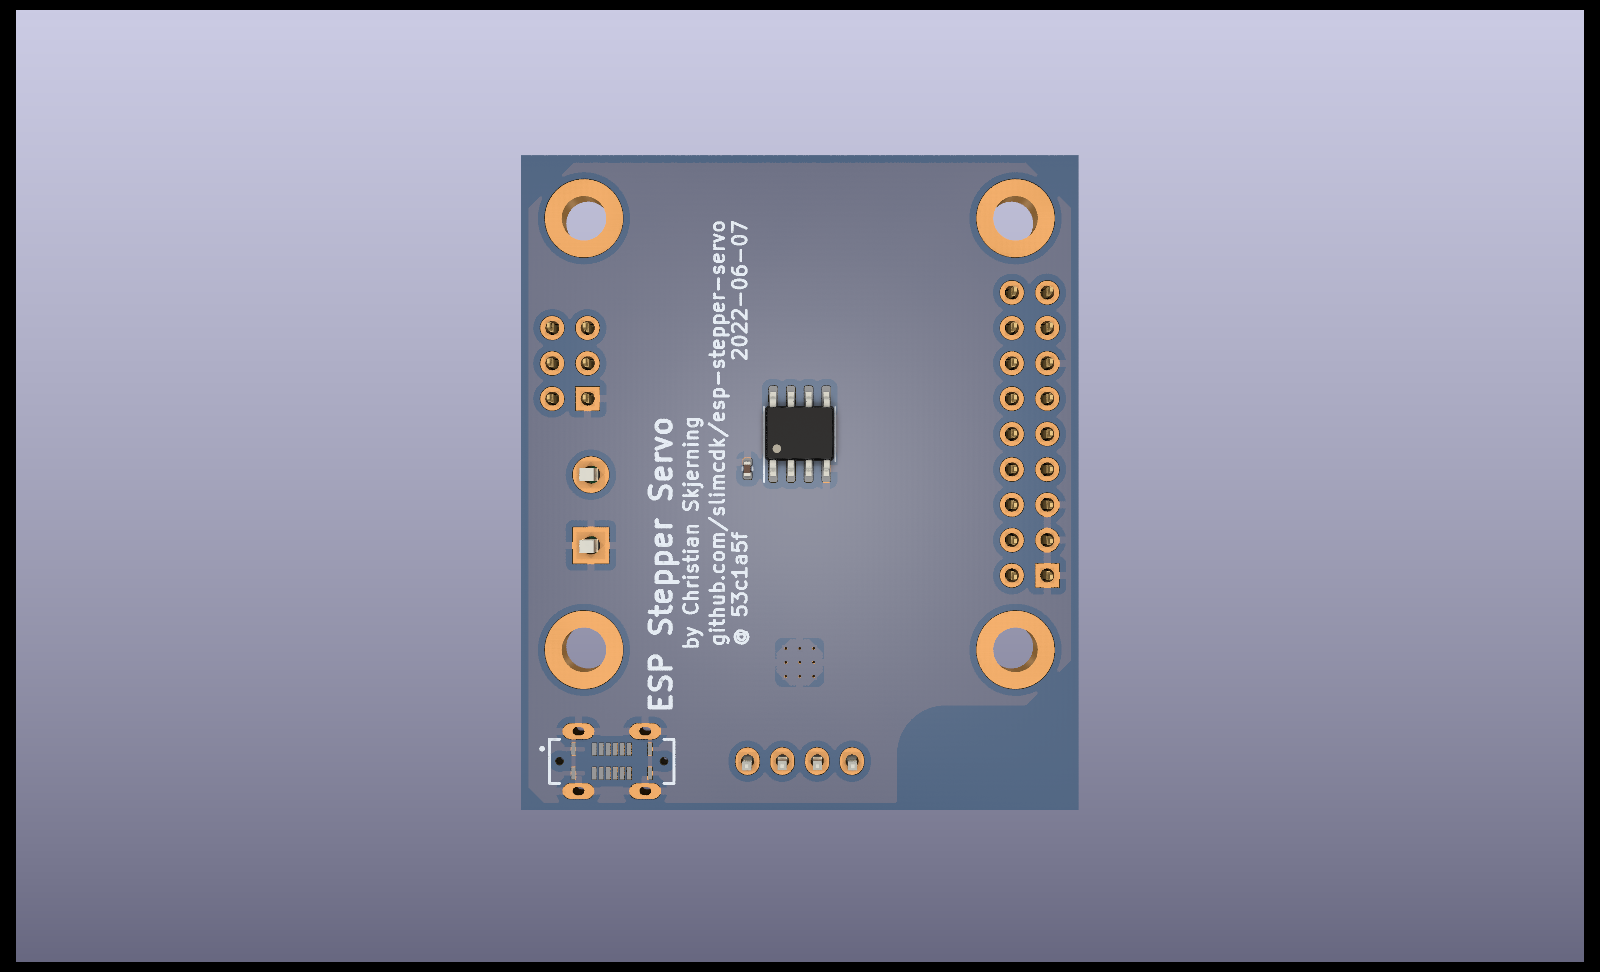 ESP Stepper Servo
by Christian Skjerning
github.com/slimcdk/esp-stepper-servo
@ 53c1a5f 2022-06-07